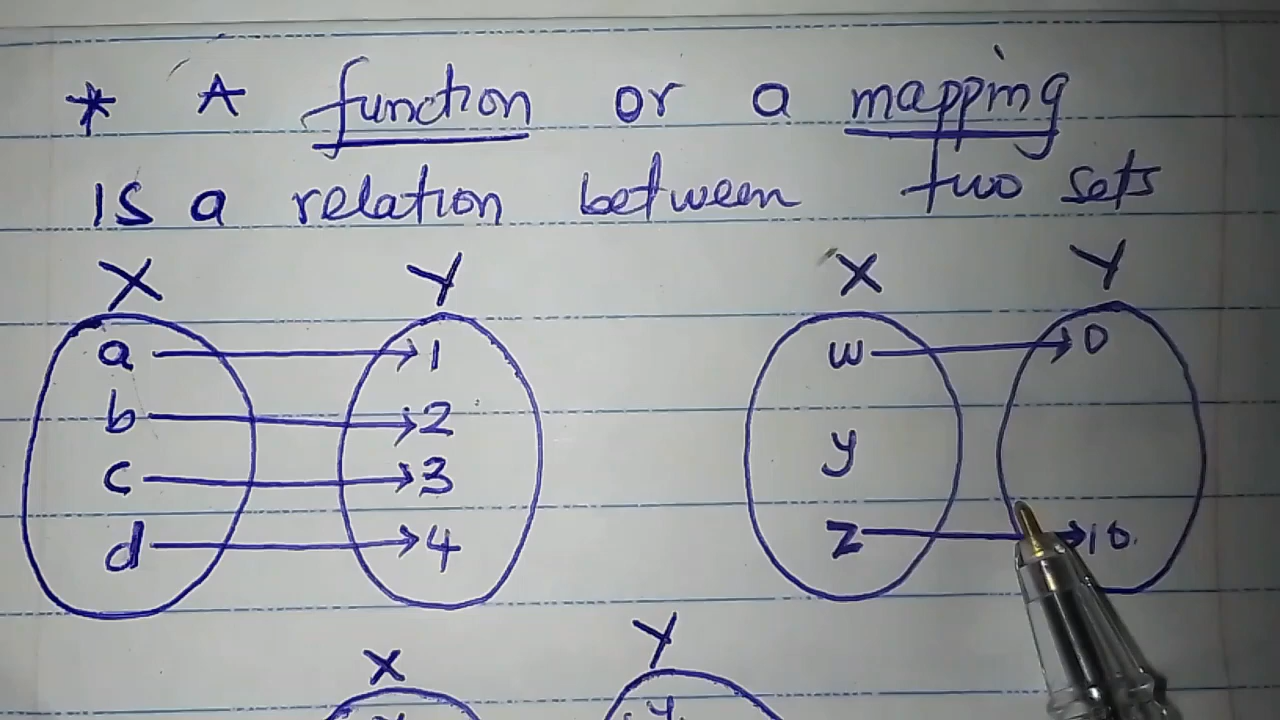 * A function or a mapping
is a relation between two sets
X Y X Y
a 1 w 0
b 2
c 3 y
d 4 z 10
X Y